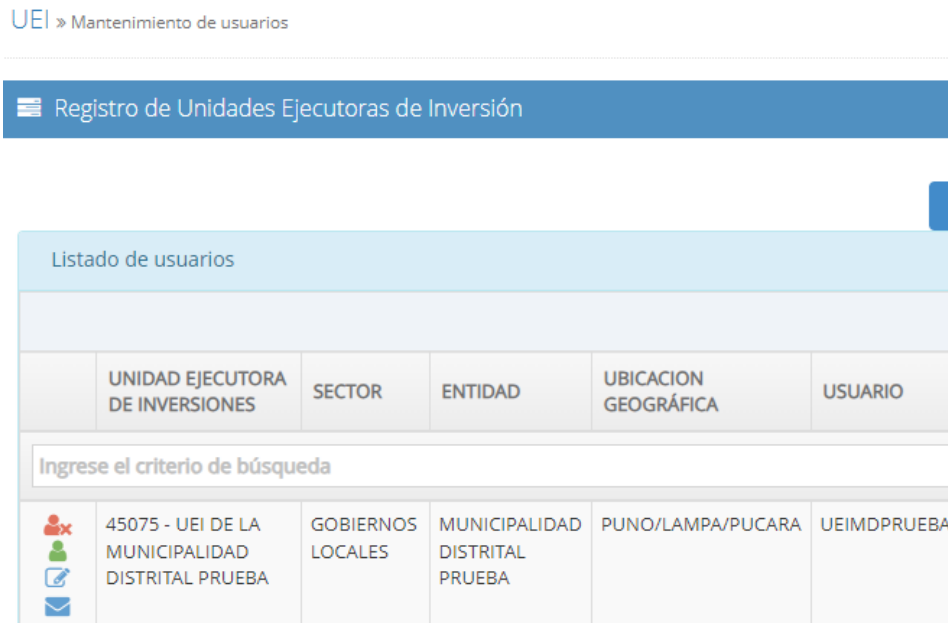 UEI » Mantenimiento de usuarios
Registro de Unidades Ejecutoras de Inversión
Listado de usuarios
UNIDAD EJECUTORA
DE INVERSIONES
SECTOR
ENTIDAD
UBICACION
GEOGRÁFICA
USUARIO
Ingrese el criterio de búsqueda
45075 - UEI DE LA
MUNICIPALIDAD
DISTRITAL PRUEBA
GOBIERNOS
LOCALES
MUNICIPALIDAD
DISTRITAL
PRUEBA
PUNO/LAMPA/PUCARA
UEIMDPRUEBA